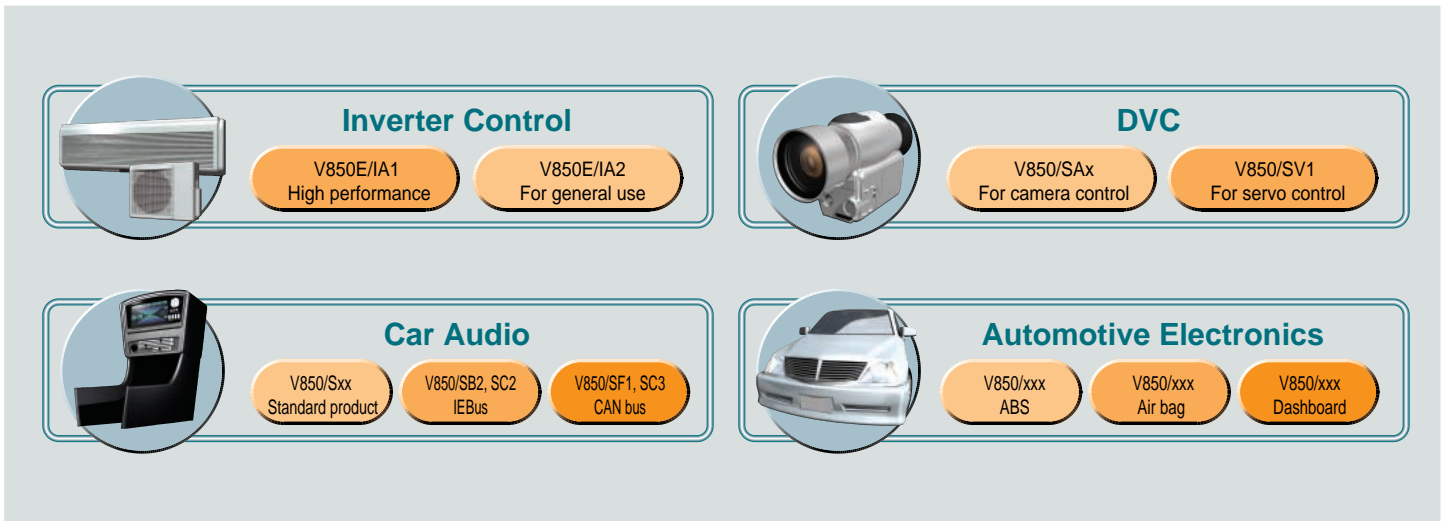 Inverter Control
V850E/IA1
High performance
V850E/IA2
For general use
DVC
V850/SAx
For camera control
V850/SV1
For servo control
Car Audio
V850/Sxx
Standard product
V850/SB2, SC2
IEBus
V850/SF1, SC3
CAN bus
Automotive Electronics
V850/xxx
ABS
V850/xxx
Air bag
V850/xxx
Dashboard